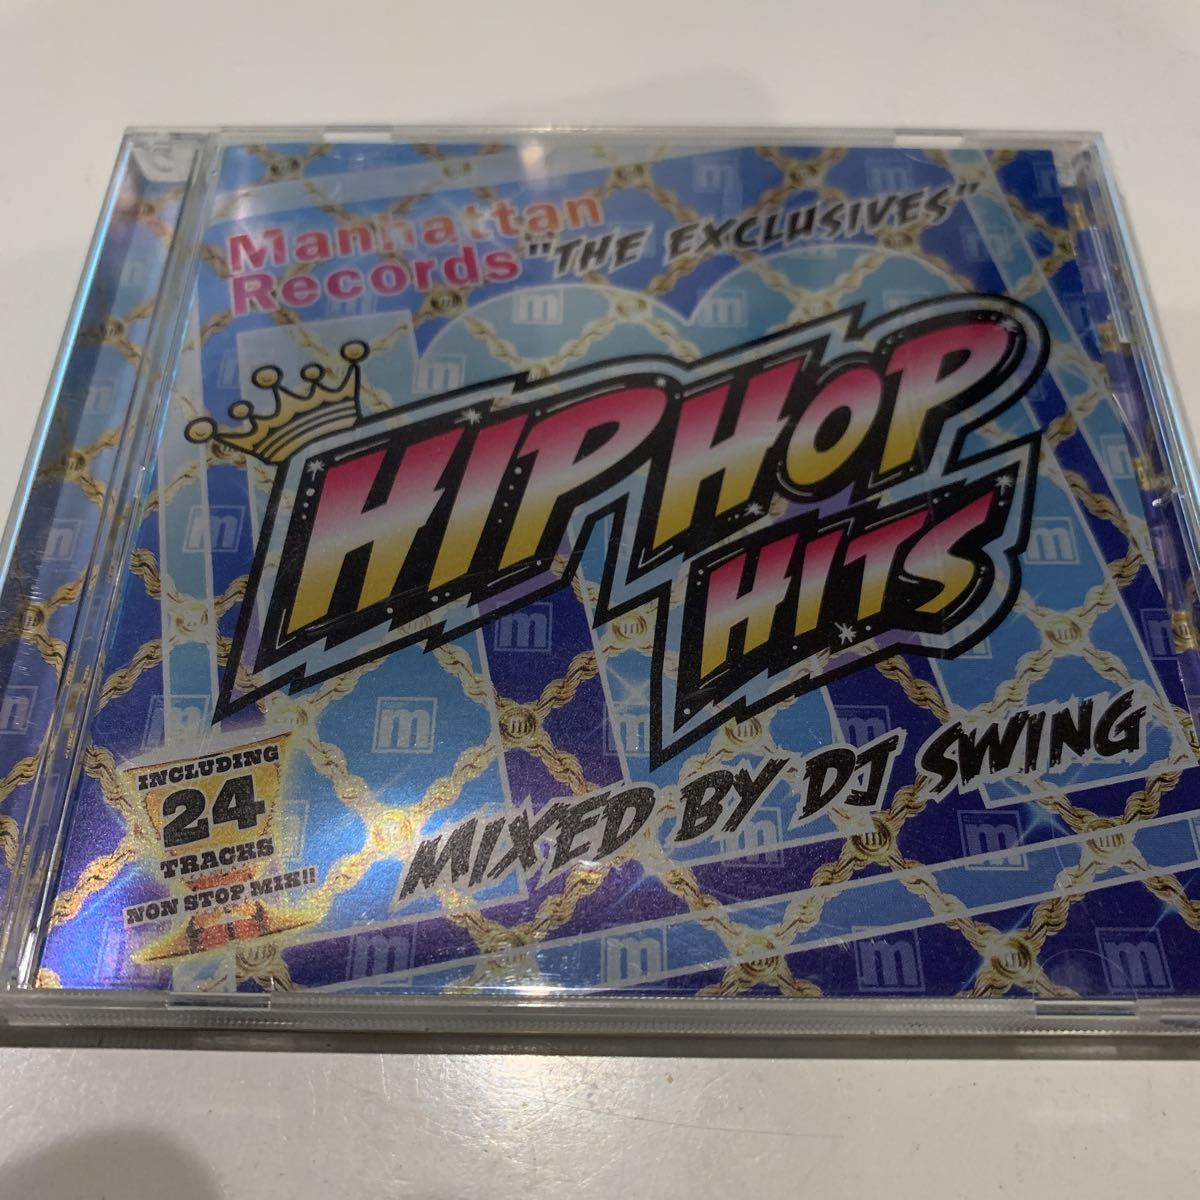 Manhattan
Records "THE EXCLUSIVES"
HIPHOP
HITS
MIXED BY DJ SWING
INCLUDING
24
TRACKS
NON STOP MIX!!
m